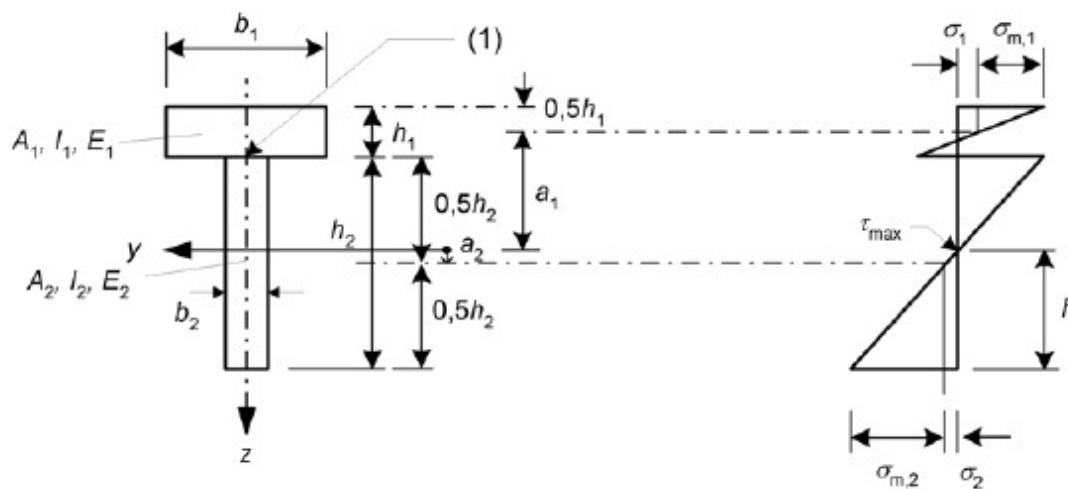 b₁
(1)
σ₁
σₘ,₁
0,5h₁
A₁, I₁, E₁
h₁
a₁
0,5h₂
h₂
τₘₐₓ
y
a₂
A₂, I₂, E₂
b₂
0,5h₂
z
σₘ,₂
σ₂